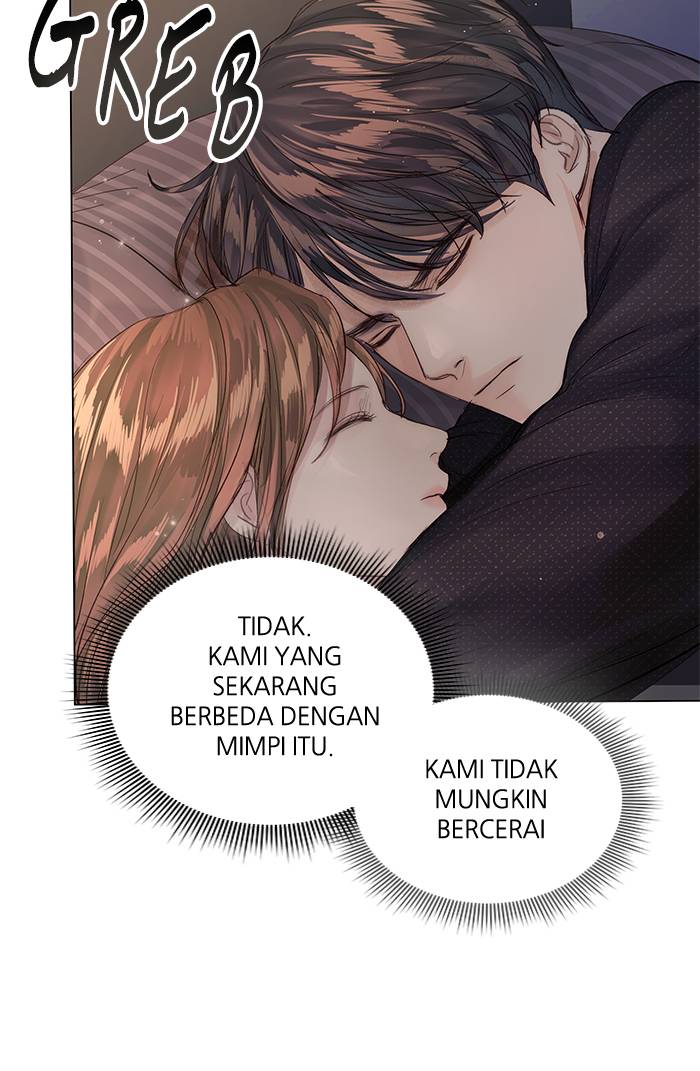 GREB
TIDAK.
KAMI YANG
SEKARANG
BERBEDA DENGAN
MIMPI ITU.
KAMI TIDAK
MUNGKIN
BERCERAI